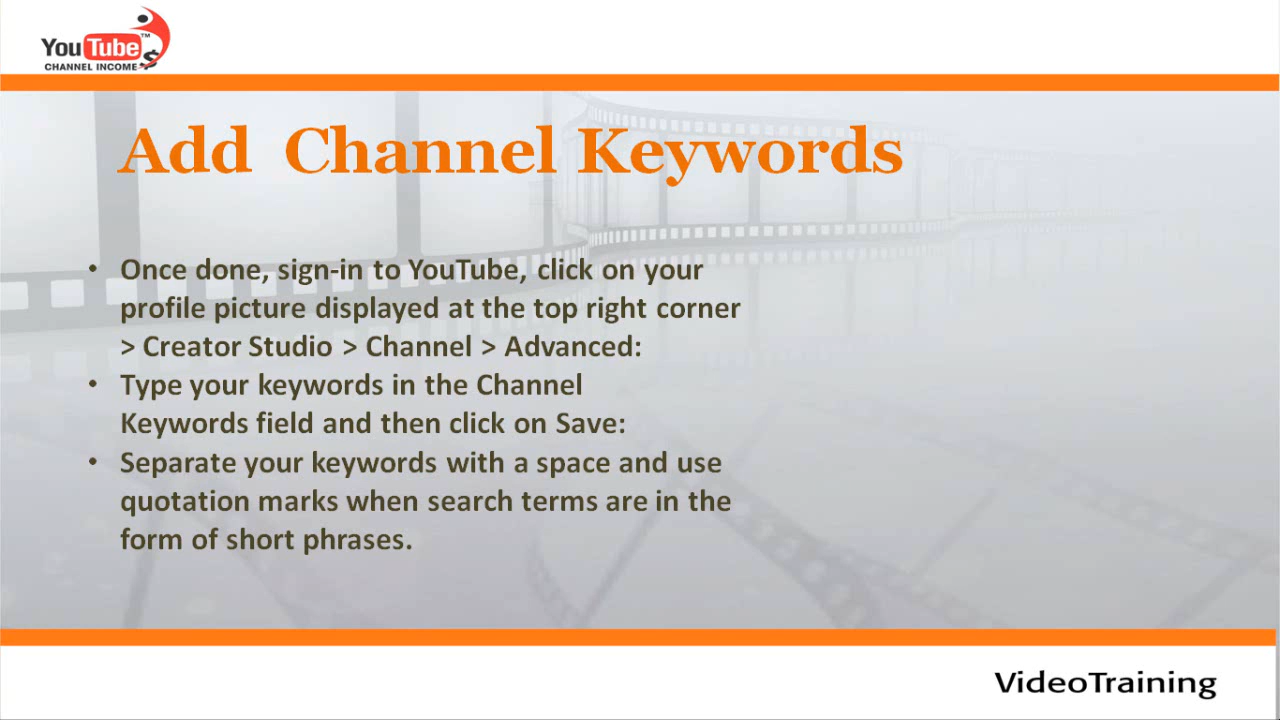 YouTube™
CHANNEL INCOME
Add Channel Keywords
• Once done, sign-in to YouTube, click on your
profile picture displayed at the top right corner
> Creator Studio > Channel > Advanced:
• Type your keywords in the Channel
Keywords field and then click on Save:
• Separate your keywords with a space and use
quotation marks when search terms are in the
form of short phrases.
VideoTraining